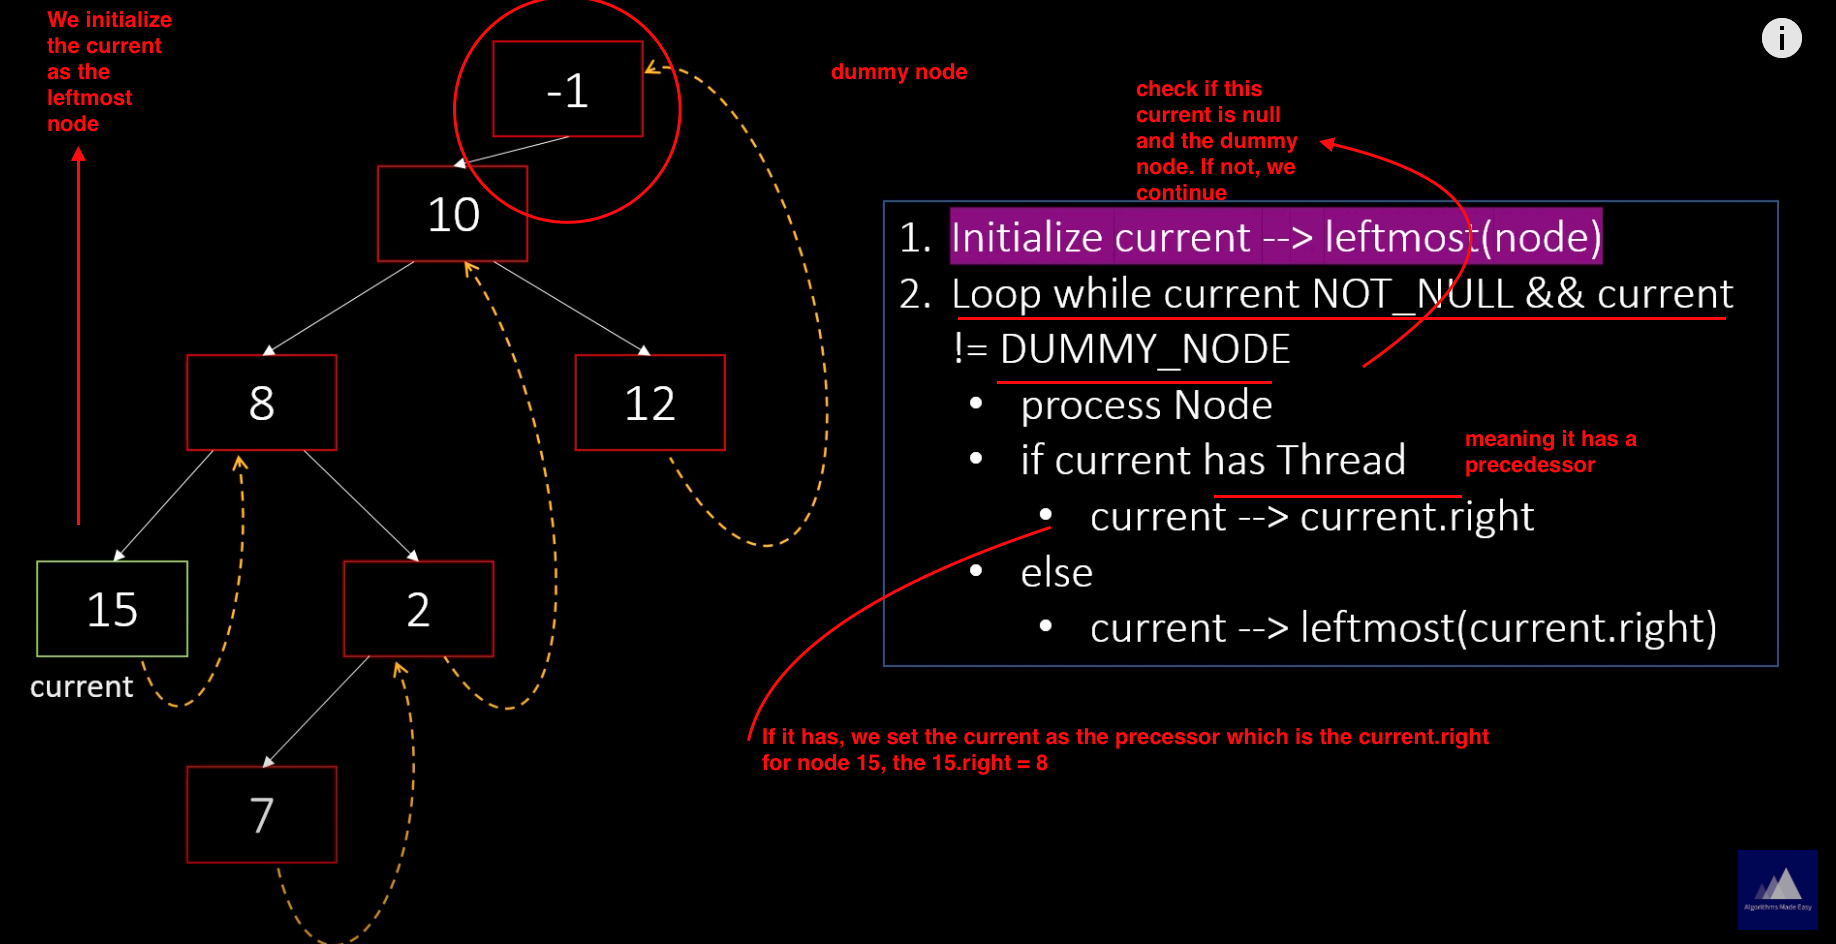 We initialize
the current
as the
leftmost
node
-1
dummy node
check if this
current is null
and the dummy
node. If not, we
continue
10
8
12
15
2
current
7
1. Initialize current --> leftmost(node)
2. Loop while current NOT_NULL && current
!= DUMMY_NODE
• process Node
• if current has Thread
meaning it has a
precedessor
• current --> current.right
• else
• current --> leftmost(current.right)
If it has, we set the current as the precessor which is the current.right
for node 15, the 15.right = 8
i
Algorithms Made Easy